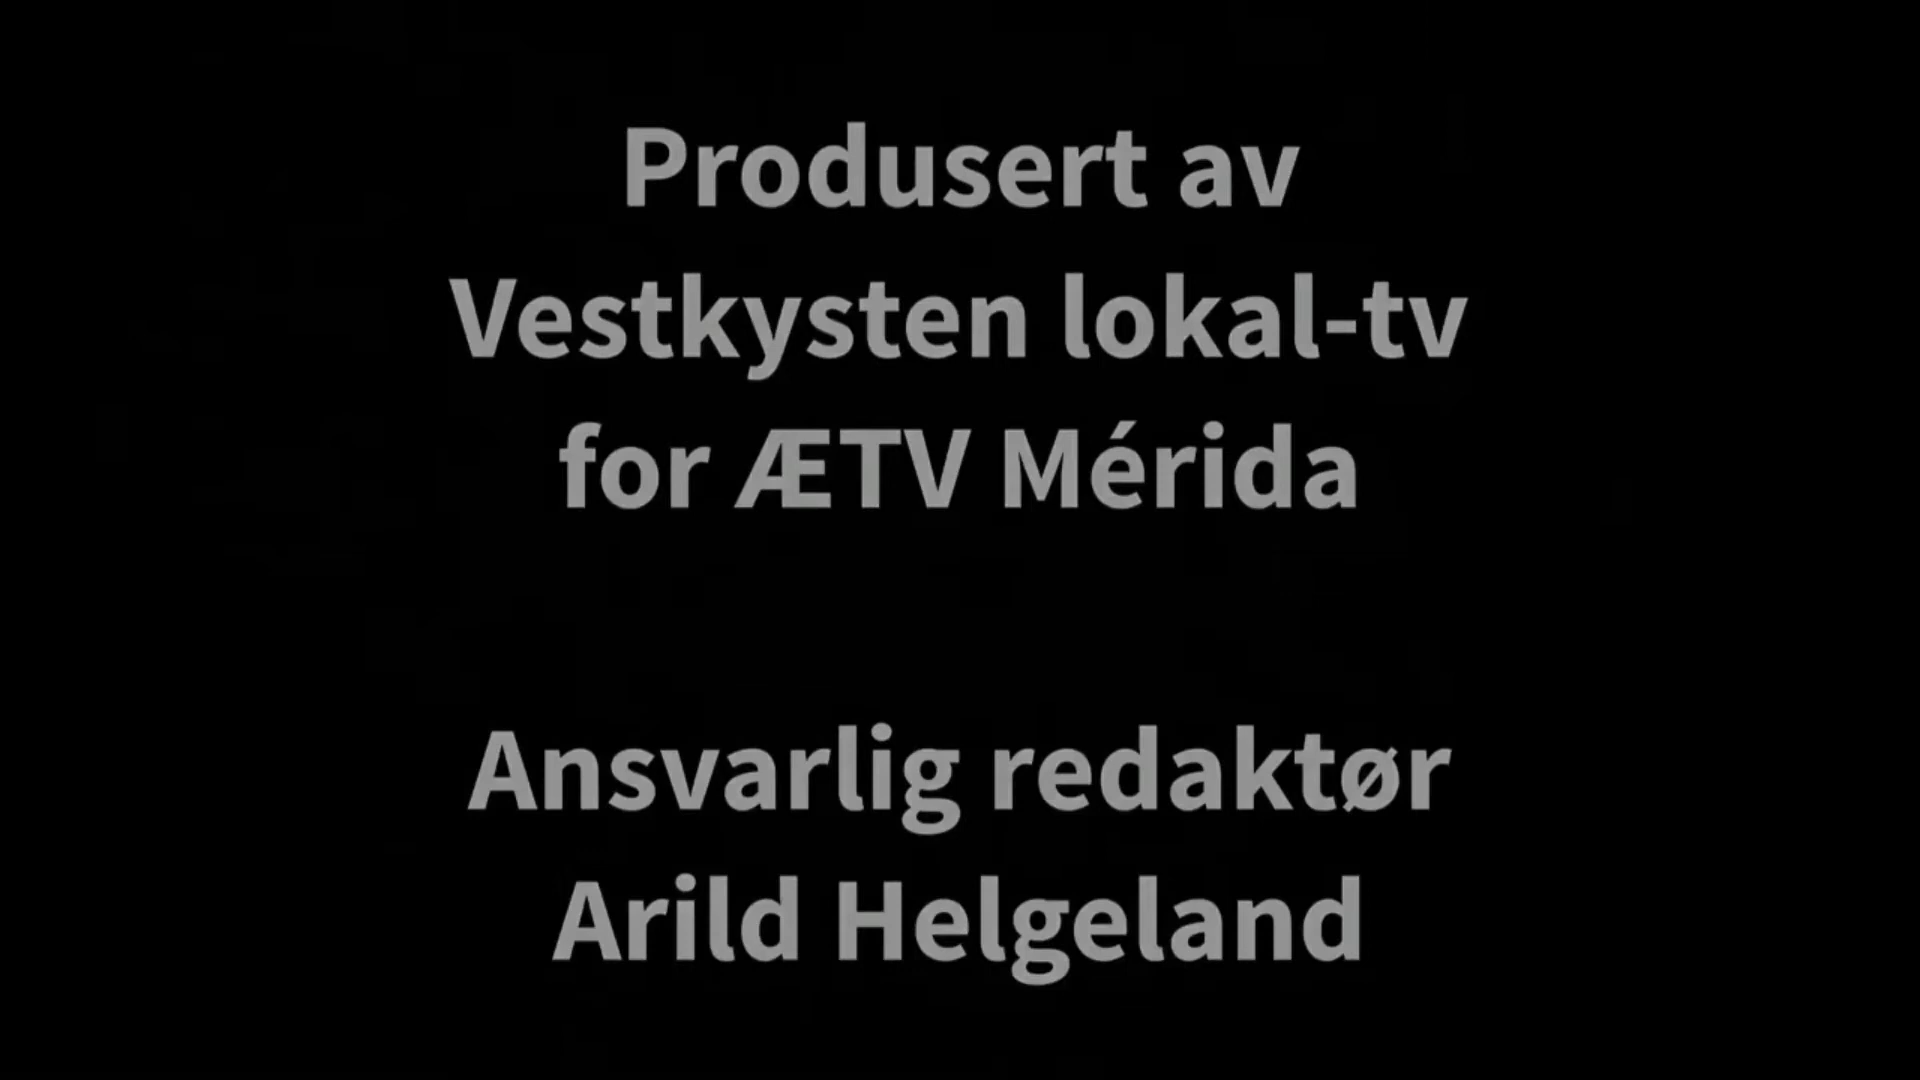 Produsert av
Vestkysten lokal-tv
for ÆTV Mérida
Ansvarlig redaktør
Arild Helgeland